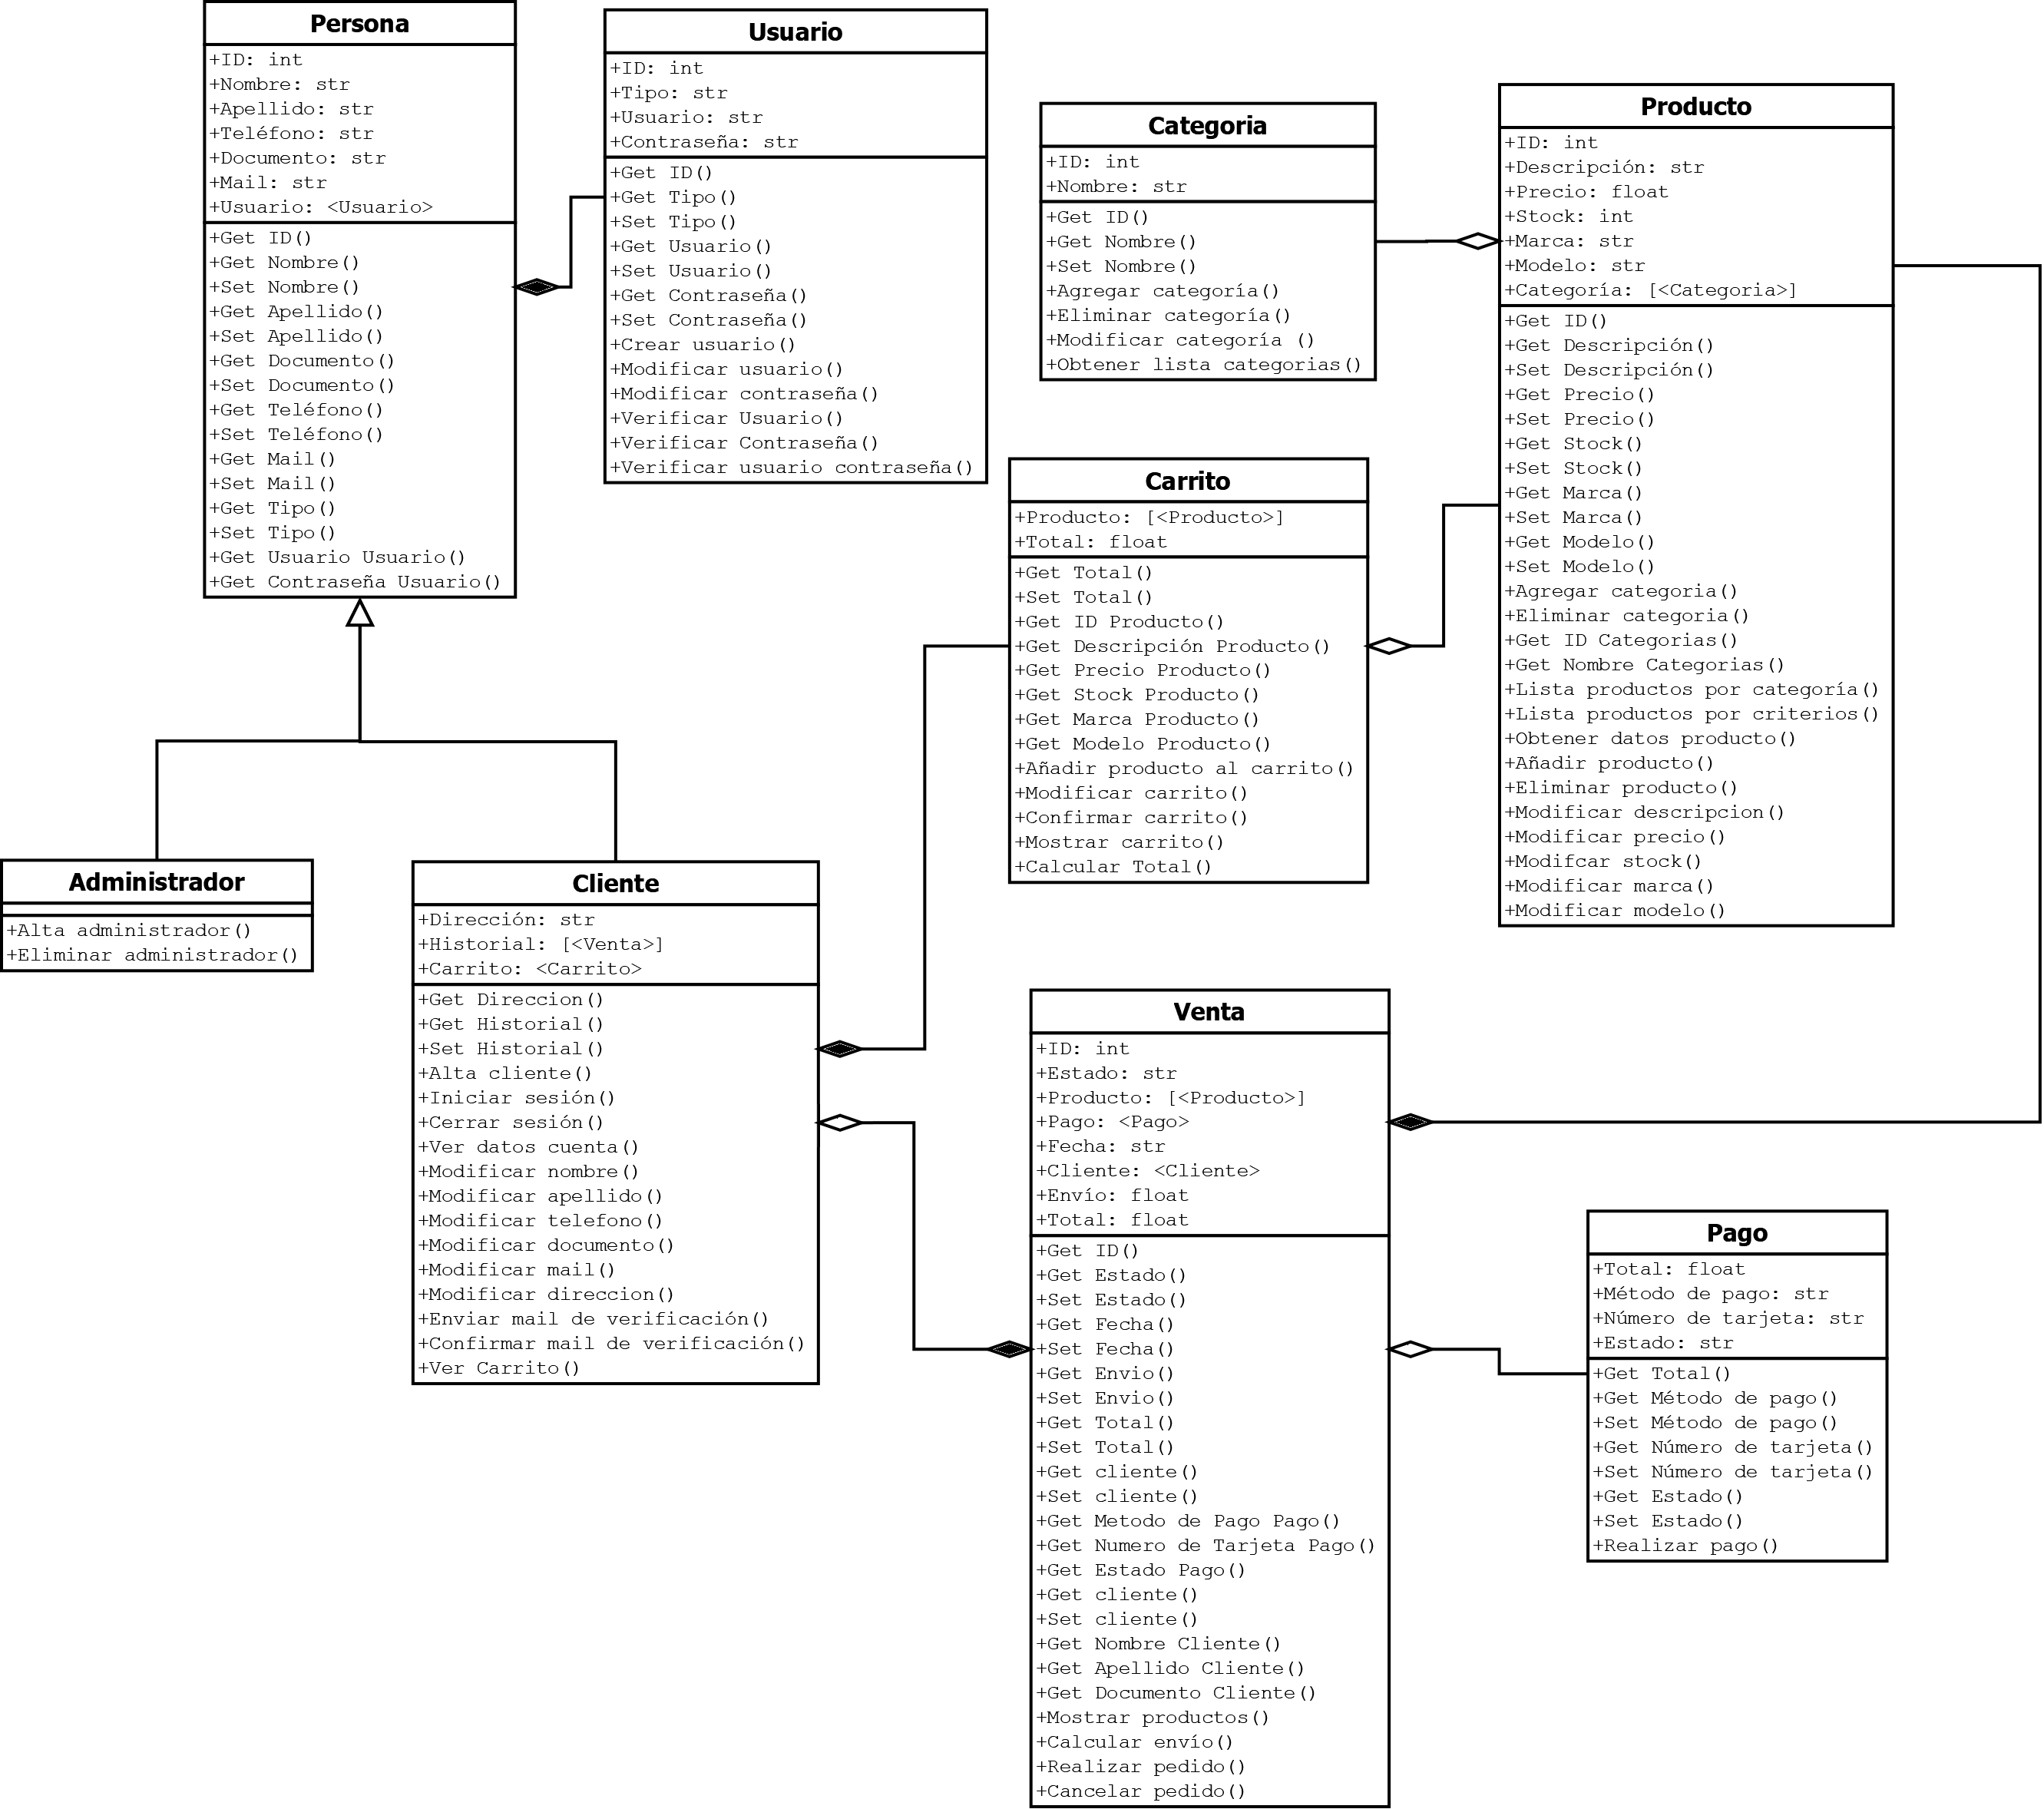 Persona
+ID: int
+Nombre: str
+Apellido: str
+Teléfono: str
+Documento: str
+Mail: str
+Usuario: <Usuario>
+Get ID()
+Get Nombre()
+Set Nombre()
+Get Apellido()
+Set Apellido()
+Get Documento()
+Set Documento()
+Get Teléfono()
+Set Teléfono()
+Get Mail()
+Set Mail()
+Get Tipo()
+Set Tipo()
+Get Usuario Usuario()
+Get Contraseña Usuario()
Usuario
+ID: int
+Tipo: str
+Usuario: str
+Contraseña: str
+Get ID()
+Get Tipo()
+Set Tipo()
+Get Usuario()
+Set Usuario()
+Get Contraseña()
+Set Contraseña()
+Crear usuario()
+Modificar usuario()
+Modificar contraseña()
+Verificar Usuario()
+Verificar Contraseña()
+Verificar usuario contraseña()
Categoria
+ID: int
+Nombre: str
+Get ID()
+Get Nombre()
+Set Nombre()
+Agregar categoría()
+Eliminar categoría()
+Modificar categoría ()
+Obtener lista categorias()
Producto
+ID: int
+Descripción: str
+Precio: float
+Stock: int
+Marca: str
+Modelo: str
+Categoría: [<Categoria>]
+Get ID()
+Get Descripción()
+Set Descripción()
+Get Precio()
+Set Precio()
+Get Stock()
+Set Stock()
+Get Marca()
+Set Marca()
+Get Modelo()
+Set Modelo()
+Agregar categoria()
+Eliminar categoria()
+Get ID Categorias()
+Get Nombre Categorias()
+Lista productos por categoría()
+Lista productos por criterios()
+Obtener datos producto()
+Añadir producto()
+Eliminar producto()
+Modificar descripcion()
+Modificar precio()
+Modifcar stock()
+Modificar marca()
+Modificar modelo()
Carrito
+Producto: [<Producto>]
+Total: float
+Get Total()
+Set Total()
+Get ID Producto()
+Get Descripción Producto()
+Get Precio Producto()
+Get Stock Producto()
+Get Marca Producto()
+Get Modelo Producto()
+Añadir producto al carrito()
+Modificar carrito()
+Confirmar carrito()
+Mostrar carrito()
+Calcular Total()
Administrador
+Alta administrador()
+Eliminar administrador()
Cliente
+Dirección: str
+Historial: [<Venta>]
+Carrito: <Carrito>
+Get Direccion()
+Get Historial()
+Set Historial()
+Alta cliente()
+Iniciar sesión()
+Cerrar sesión()
+Ver datos cuenta()
+Modificar nombre()
+Modificar apellido()
+Modificar telefono()
+Modificar documento()
+Modificar mail()
+Modificar direccion()
+Enviar mail de verificación()
+Confirmar mail de verificación()
+Ver Carrito()
Venta
+ID: int
+Estado: str
+Producto: [<Producto>]
+Pago: <Pago>
+Fecha: str
+Cliente: <Cliente>
+Envío: float
+Total: float
+Get ID()
+Get Estado()
+Set Estado()
+Get Fecha()
+Set Fecha()
+Get Envio()
+Set Envio()
+Get Total()
+Set Total()
+Get cliente()
+Set cliente()
+Get Metodo de Pago Pago()
+Get Numero de Tarjeta Pago()
+Get Estado Pago()
+Get cliente()
+Set cliente()
+Get Nombre Cliente()
+Get Apellido Cliente()
+Get Documento Cliente()
+Mostrar productos()
+Calcular envío()
+Realizar pedido()
+Cancelar pedido()
Pago
+Total: float
+Método de pago: str
+Número de tarjeta: str
+Estado: str
+Get Total()
+Get Método de pago()
+Set Método de pago()
+Get Número de tarjeta()
+Set Número de tarjeta()
+Get Estado()
+Set Estado()
+Realizar pago()